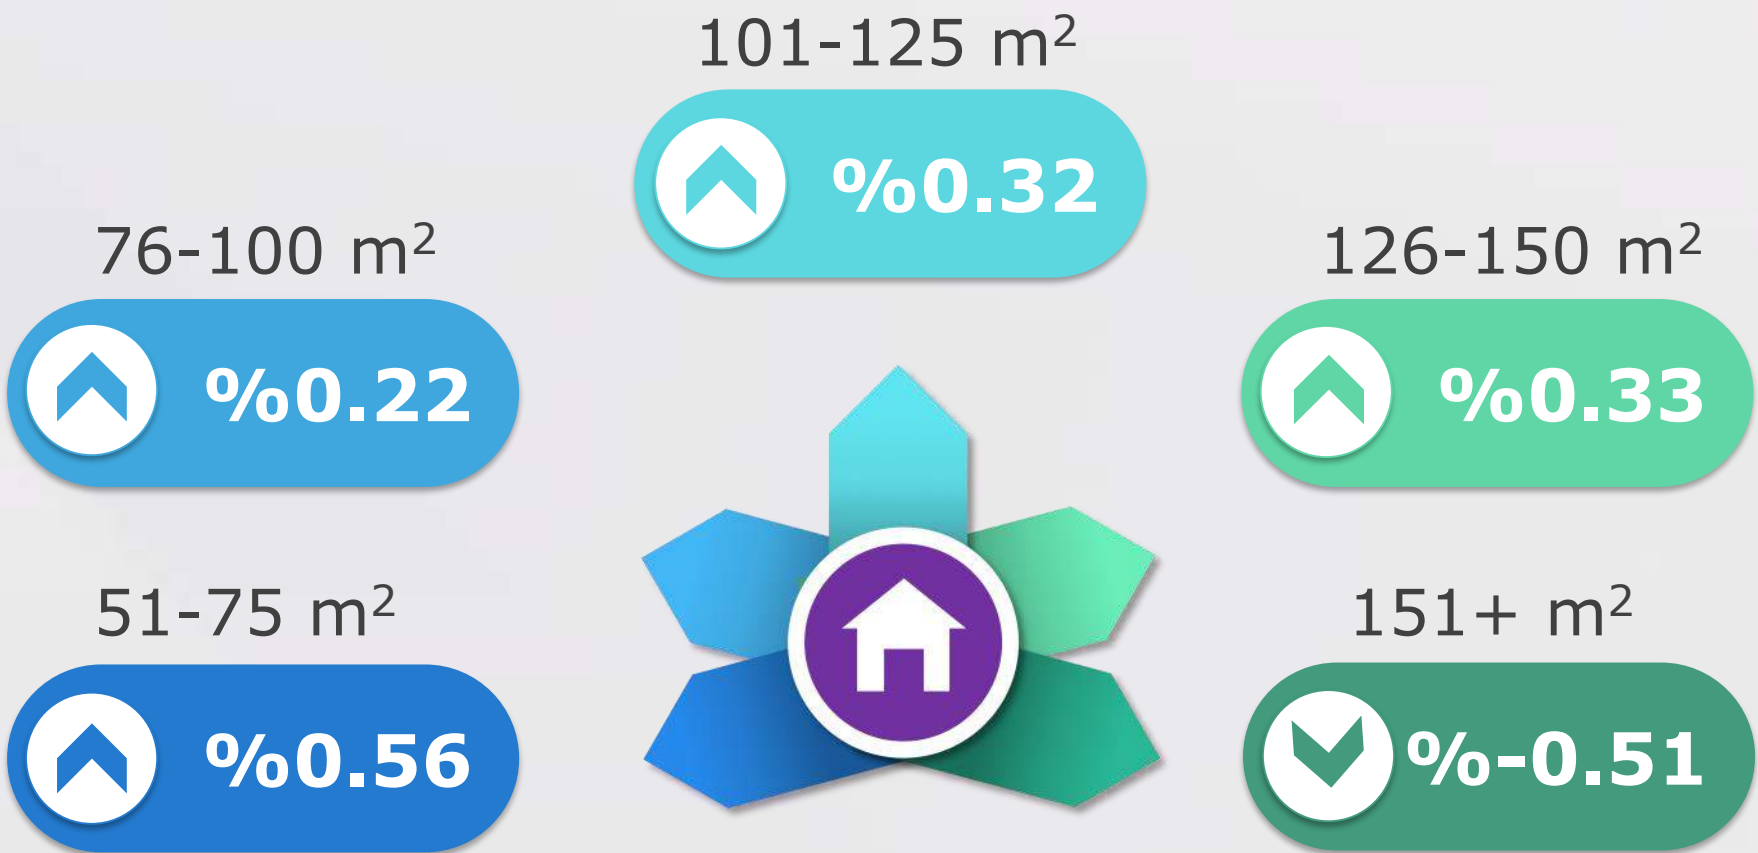 101-125 m²
%0.32
76-100 m²
%0.22
126-150 m²
%0.33
51-75 m²
%0.56
151+ m²
%-0.51